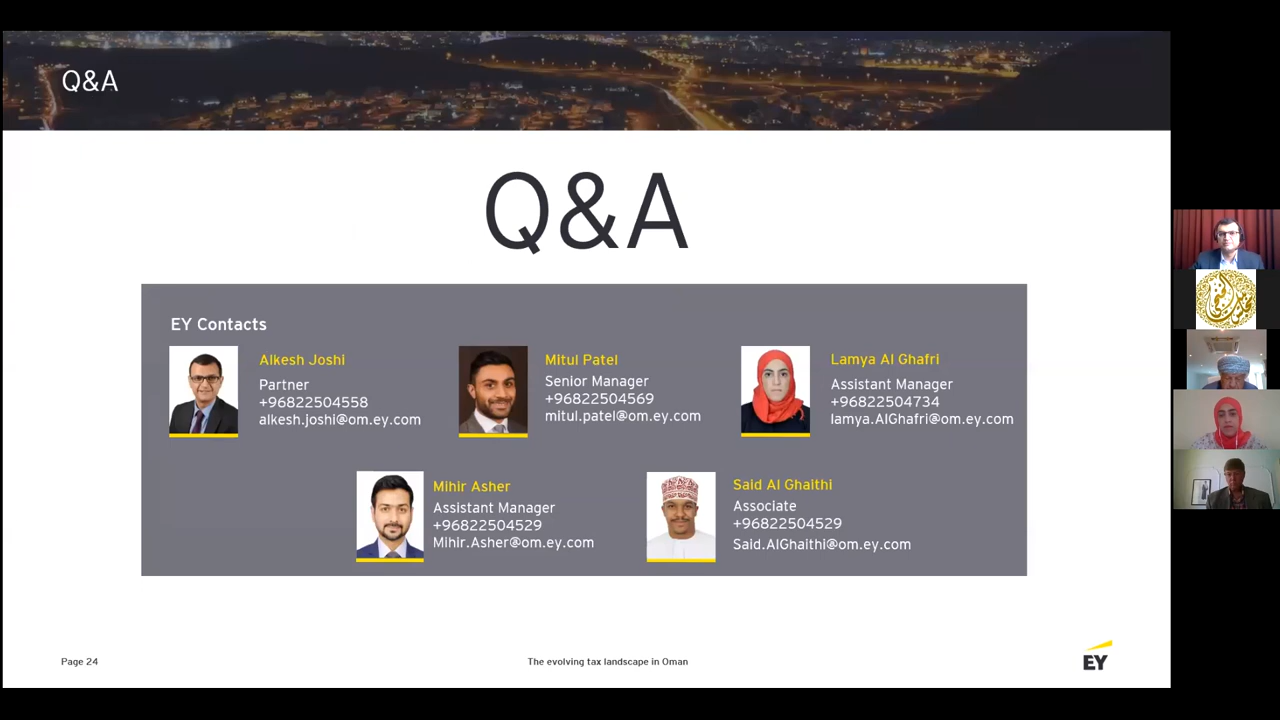 Q&A
Q&A
EY Contacts
Alkesh Joshi
Partner
+96822504558
alkesh.joshi@om.ey.com
Mitul Patel
Senior Manager
+96822504569
mitul.patel@om.ey.com
Lamya Al Ghafri
Assistant Manager
+96822504734
lamya.AlGhafri@om.ey.com
Mihir Asher
Assistant Manager
+96822504529
Mihir.Asher@om.ey.com
Said Al Ghaithi
Associate
+96822504529
Said.AlGhaithi@om.ey.com
Page 24
The evolving tax landscape in Oman
EY